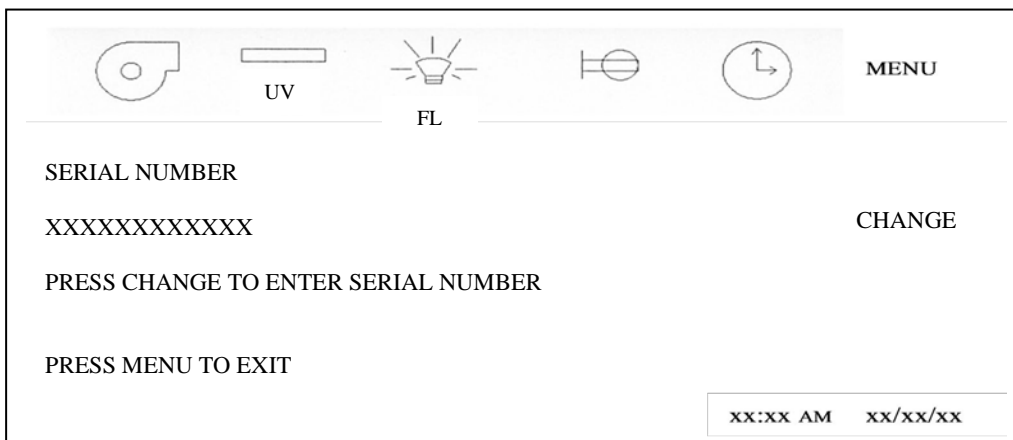 MENU
UV
FL
SERIAL NUMBER
XXXXXXXXXXXX
CHANGE
PRESS CHANGE TO ENTER SERIAL NUMBER
PRESS MENU TO EXIT
xx:xx AM xx/xx/xx